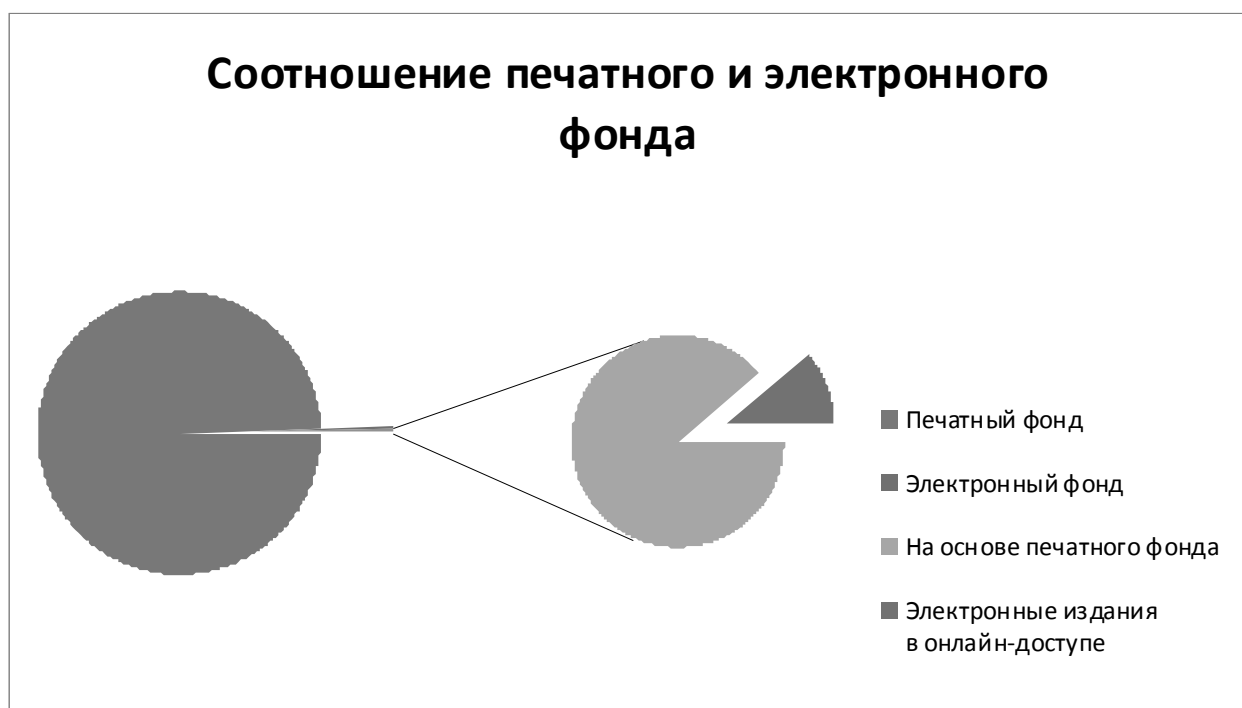 Соотношение печатного и электронного
фонда
Печатный фонд
Электронный фонд
На основе печатного фонда
Электронные издания
в онлайн-доступе